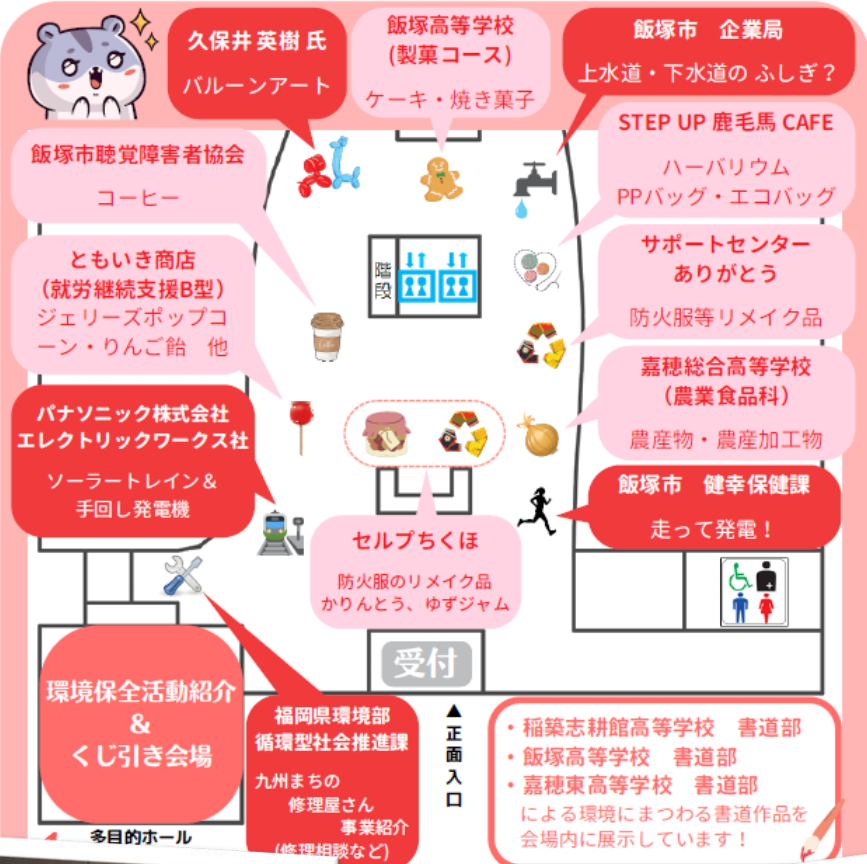 久保井 英樹 氏
バルーンアート
飯塚高等学校
(製菓コース)
ケーキ・焼き菓子
飯塚市　企業局
上水道・下水道の ふしぎ？
飯塚市聴覚障害者協会
コーヒー
STEP UP 鹿毛馬 CAFE
ハーバリウム
PPバッグ・エコバッグ
ともいき商店
（就労継続支援B型）
ジェリーズポップコ
ーン・りんご飴　他
階段
サポートセンター
ありがとう
防火服等リメイク品
嘉穂総合高等学校
（農業食品科）
農産物・農産加工物
パナソニック株式会社
エレクトリックワークス社
ソーラートレイン＆
手回し発電機
飯塚市　健幸保健課
走って発電！
セルプちくほ
防火服のリメイク品
かりんとう、ゆずジャム
受付
環境保全活動紹介
&
くじ引き会場
多目的ホール
福岡県環境部
循環型社会推進課
九州まちの
修理屋さん
事業紹介
(修理相談など)
▲正面入口
・稲築志耕館高等学校　書道部
・飯塚高等学校　書道部
・嘉穂東高等学校　書道部
による環境にまつわる書道作品を
会場内に展示しています！